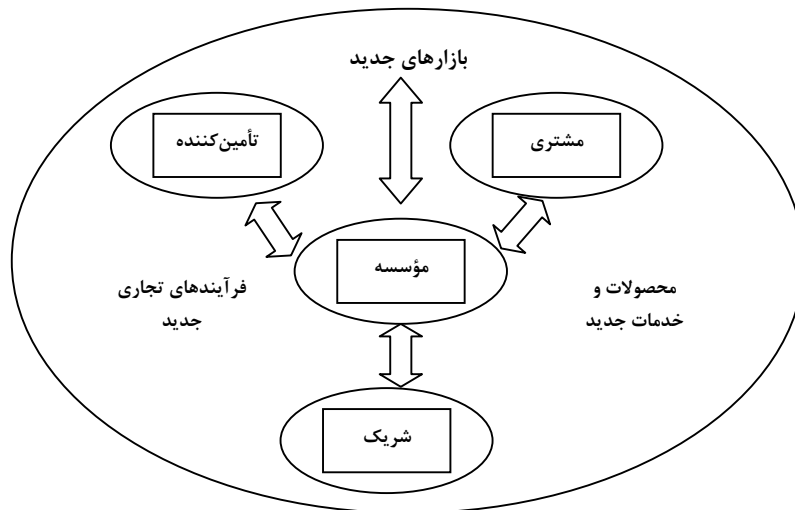 بازارهای جدید
مشتری
تأمین‌کننده
مؤسسه
محصولات و
خدمات جدید
فرآیندهای تجاری
جدید
شریک